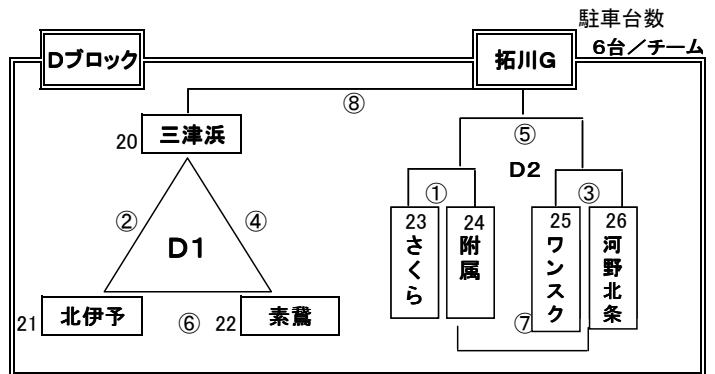 駐車台数
6台／チーム
Dブロック
拓川G
⑧
20 三津浜
⑤
D2
①
③
②
④
D1
23 さくら
24 附属
25 ワンスク
26 河野北条
21 北伊予
⑥
22 素鵞
⑦